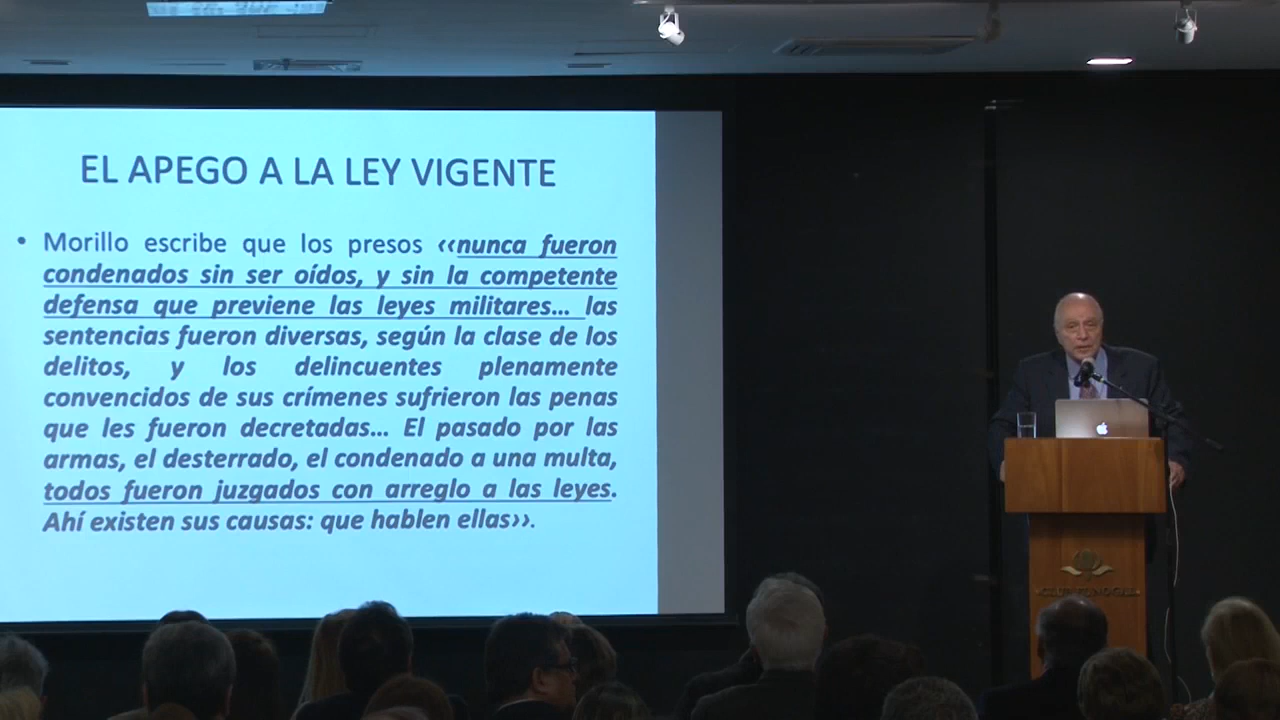 EL APEGO A LA LEY VIGENTE
• Morillo escribe que los presos ‹‹nunca fueron
condenados sin ser oídos, y sin la competente
defensa que previene las leyes militares... las
sentencias fueron diversas, según la clase de los
delitos, y los delincuentes plenamente
convencidos de sus crímenes sufrieron las penas
que les fueron decretadas... El pasado por las
armas, el desterrado, el condenado a una multa,
todos fueron juzgados con arreglo a las leyes.
Ahí existen sus causas: que hablen ellas››.